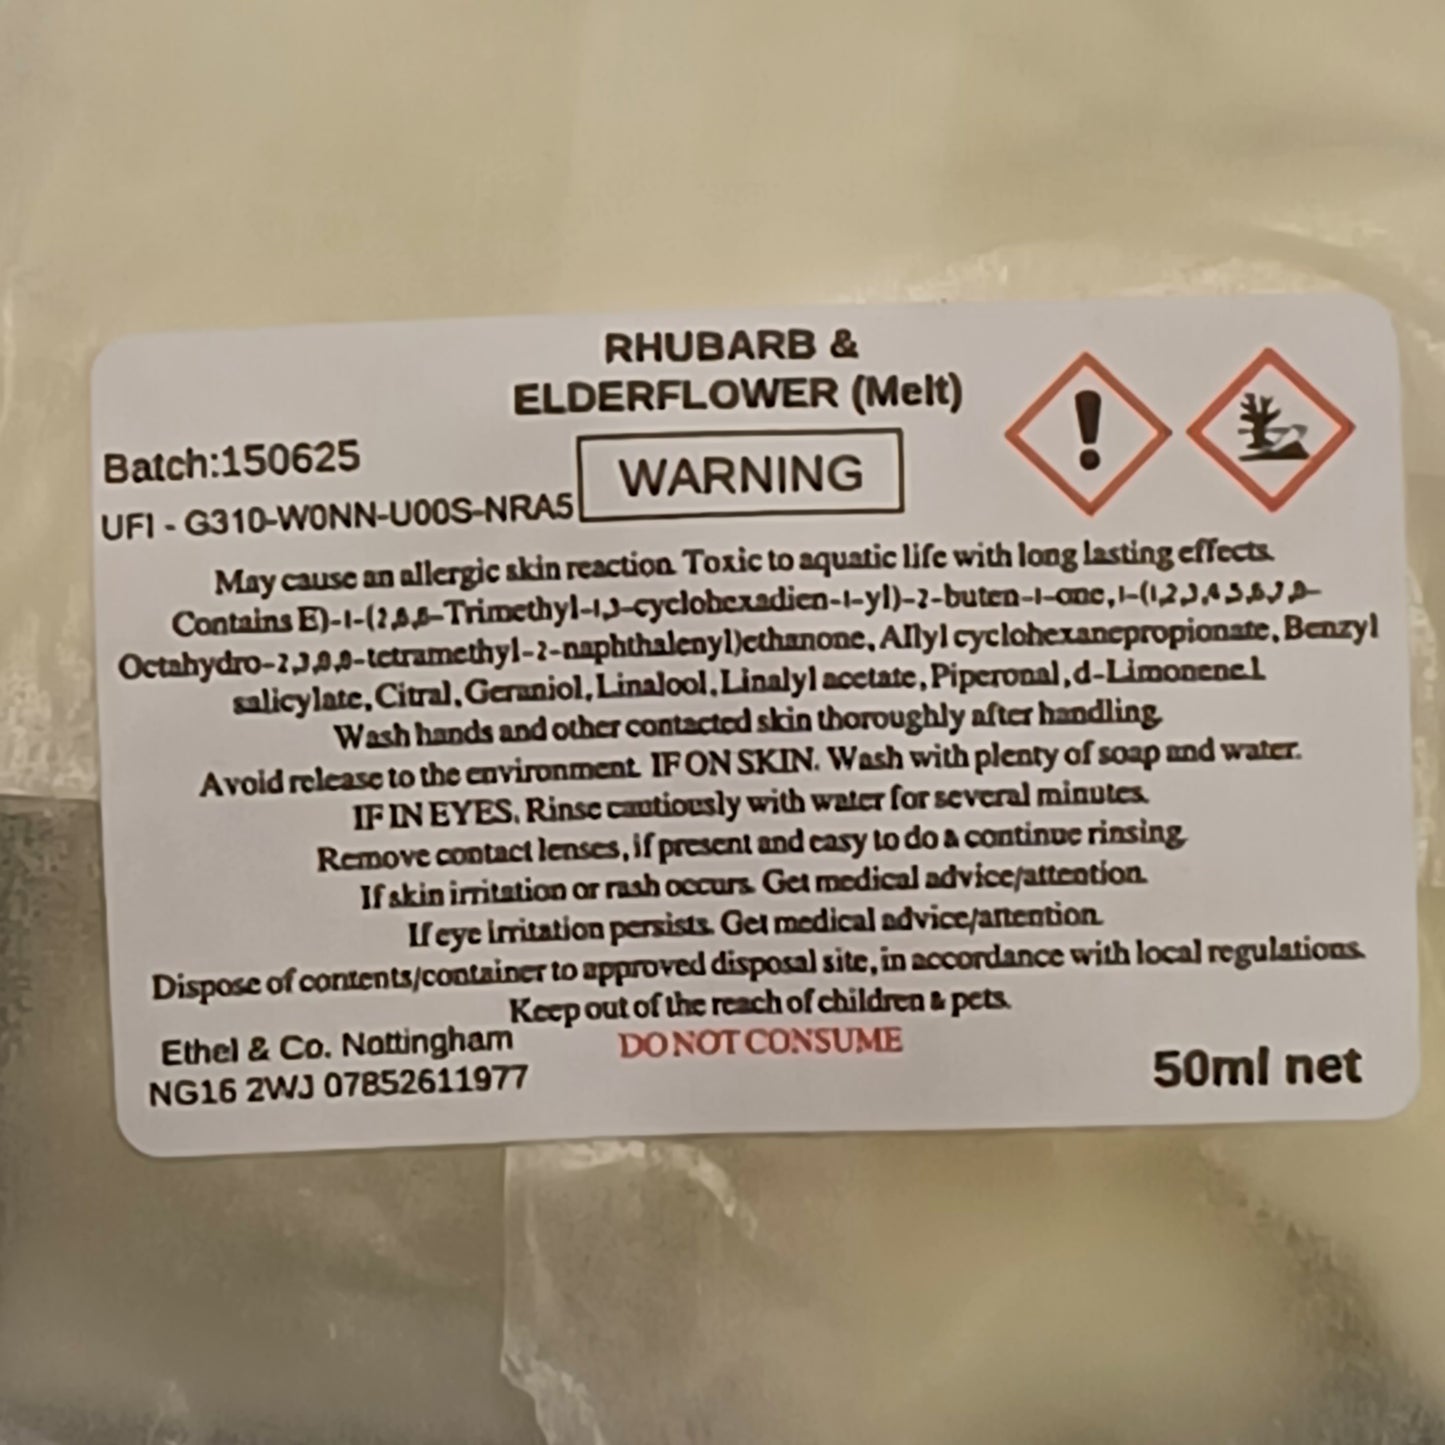 RHUBARB &
ELDERFLOWER (Melt)
Batch:150625
WARNING
UFI - G310-W0NN-U00S-NRA5
May cause an allergic skin reaction. Toxic to aquatic life with long lasting effects.
Contains E)-1-(2,6,6-Trimethyl-1,3-cyclohexadien-1-yl)-2-buten-1-one, 1-(1,2,3,4,5,6,7,8-
Octahydro-2,3,8,8-tetramethyl-2-naphthalenyl)ethanone, Allyl cyclohexanepropionate, Benzyl
salicylate, Citral, Geraniol, Linalool, Linalyl acetate, Piperonal, d-Limonene.1
Wash hands and other contacted skin thoroughly after handling.
Avoid release to the environment. IF ON SKIN. Wash with plenty of soap and water.
IF IN EYES, Rinse cautiously with water for several minutes.
Remove contact lenses, if present and easy to do & continue rinsing.
If skin irritation or rash occurs. Get medical advice/attention.
If eye irritation persists. Get medical advice/attention.
Dispose of contents/container to approved disposal site, in accordance with local regulations.
Keep out of the reach of children & pets.
DO NOT CONSUME
Ethel & Co. Nottingham
NG16 2WJ 07852611977
50ml net